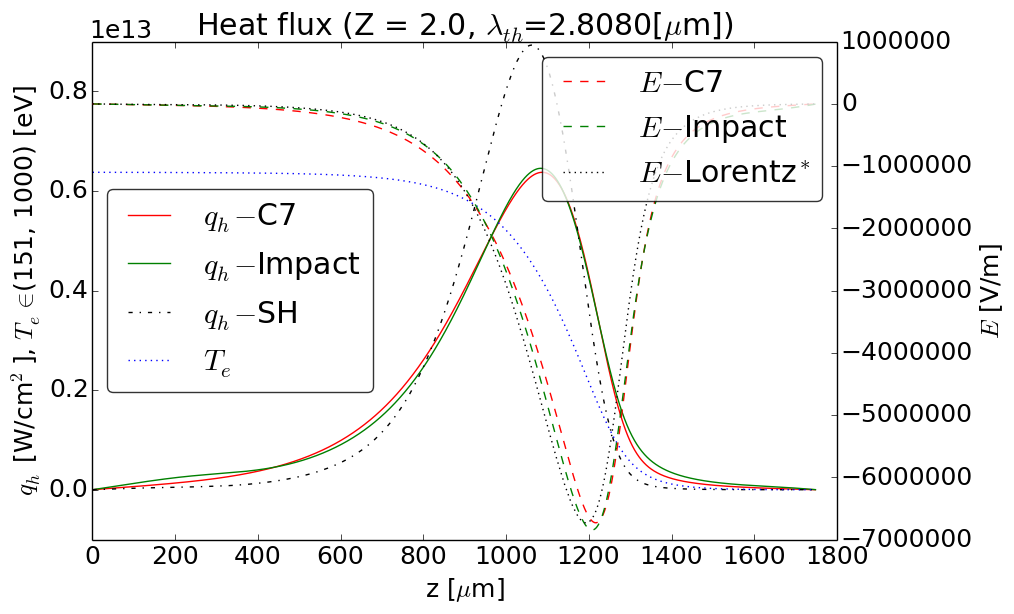 Heat flux (Z = 2.0, λ_th=2.8080[μm])
1e13
q_h [W/cm^2 ], T_e ∈(151, 1000) [eV]
0.8
0.6
0.4
0.2
0.0
q_h −C7
q_h −Impact
q_h −SH
T_e
E−C7
E−Impact
E−Lorentz*
1000000
0
−1000000
−2000000
−3000000
−4000000
−5000000
−6000000
−7000000
E [V/m]
0 200 400 600 800 1000 1200 1400 1600 1800
z [μm]